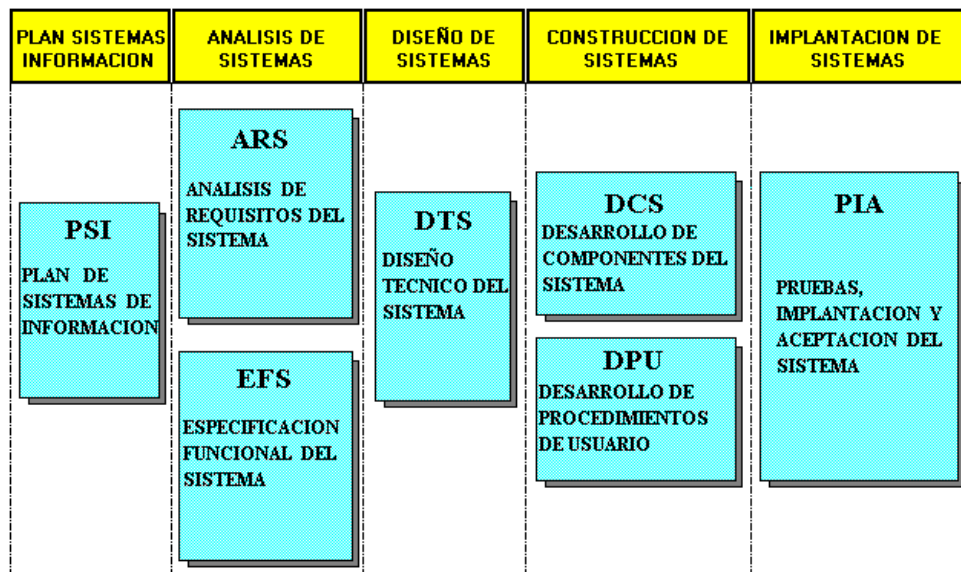 PLAN SISTEMAS
INFORMACION
ANALISIS DE
SISTEMAS
DISEÑO DE
SISTEMAS
CONSTRUCCION DE
SISTEMAS
IMPLANTACION DE
SISTEMAS
PSI
PLAN DE
SISTEMAS DE
INFORMACION
ARS
ANALISIS DE
REQUISITOS DEL
SISTEMA
EFS
ESPECIFICACION
FUNCIONAL DEL
SISTEMA
DTS
DISEÑO
TECNICO DEL
SISTEMA
DCS
DESARROLLO DE
COMPONENTES DEL
SISTEMA
DPU
DESARROLLO DE
PROCEDIMIENTOS
DE USUARIO
PIA
PRUEBAS,
IMPLANTACION Y
ACEPTACION DEL
SISTEMA